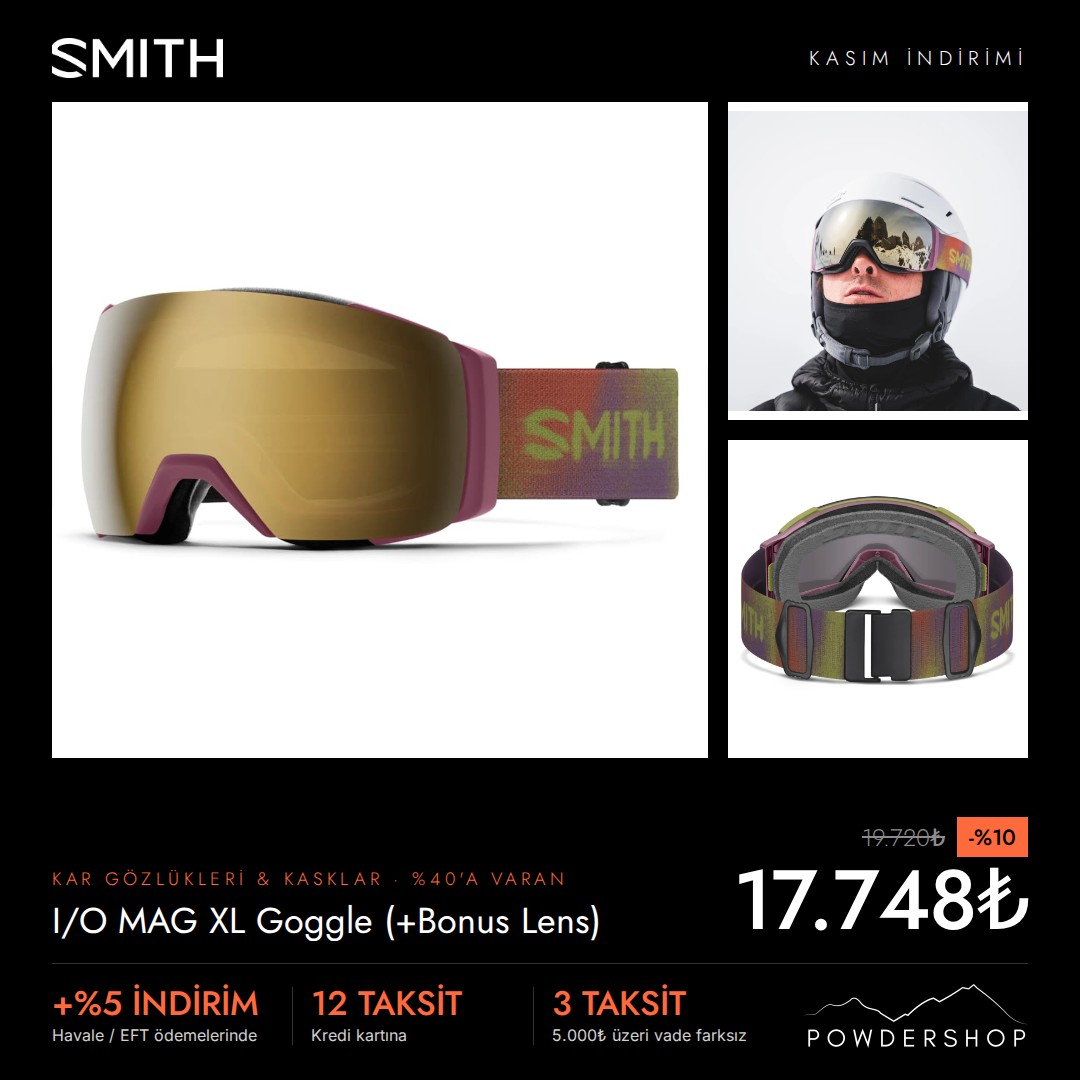 SMITH
KASIM İNDİRİMİ
SMITH
SMITH
SMITH
19.720₺
-%10
KAR GÖZLÜKLERİ & KASKLAR · %40'A VARAN
17.748₺
I/O MAG XL Goggle (+Bonus Lens)
+%5 İNDİRİM
Havale / EFT ödemelerinde
12 TAKSİT
Kredi kartına
3 TAKSİT
5.000₺ üzeri vade farksız
POWDERSHOP